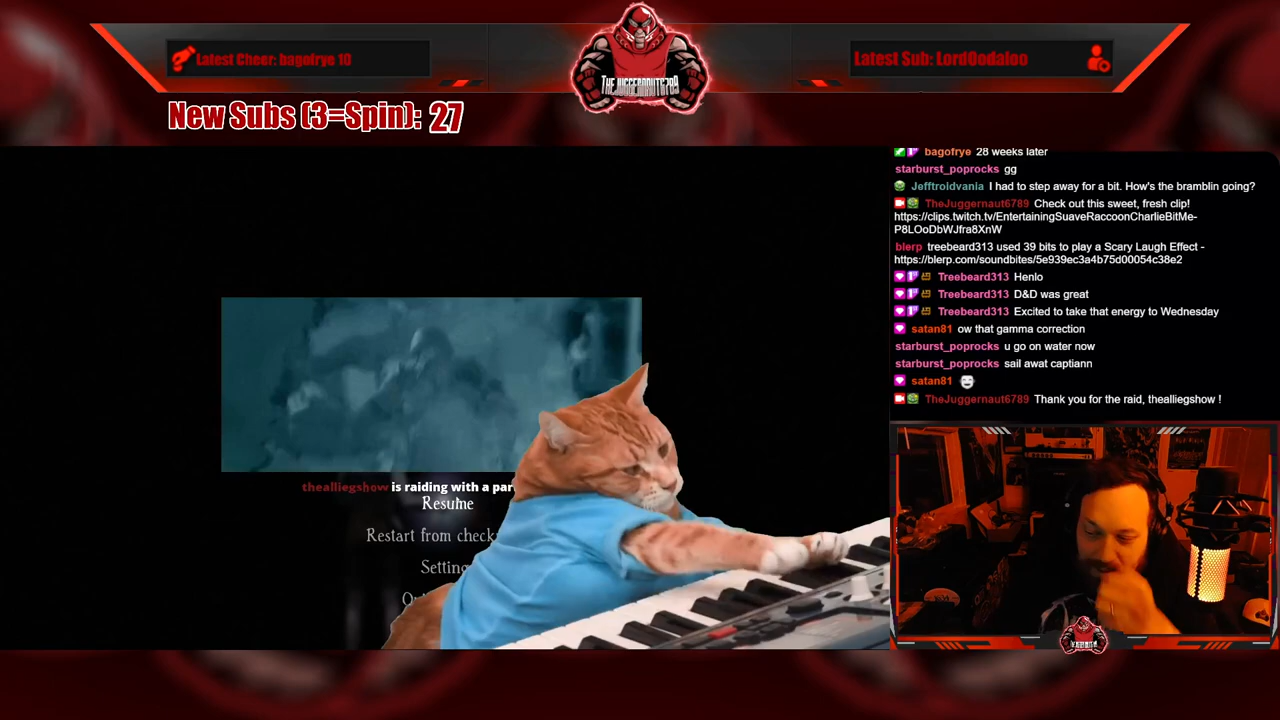 Latest Cheer: bagofrye 10
THEJUGGERNAUT6789
Latest Sub: LordOodaloo
New Subs (3=Spin): 27
bagofrye 28 weeks later
starburst_poprocks gg
Jefftroidvania I had to step away for a bit. How's the bramblin going?
TheJuggernaut6789 Check out this sweet, fresh clip!
https://clips.twitch.tv/EntertainingSuaveRaccoonCharlieBitMe-
P8LOoDbWJfra8XnW
blerp treebeard313 used 39 bits to play a Scary Laugh Effect -
https://blerp.com/soundbites/5e939ec3a4b75d00054c38e2
Treebeard313 Henlo
Treebeard313 D&D was great
Treebeard313 Excited to take that energy to Wednesday
satan81 ow that gamma correction
starburst_poprocks u go on water now
starburst_poprocks sail awat captiann
satan81
TheJuggernaut6789 Thank you for the raid, thealliegshow !
thealliegshow is raiding with a par
Resume
Restart from check
Setting